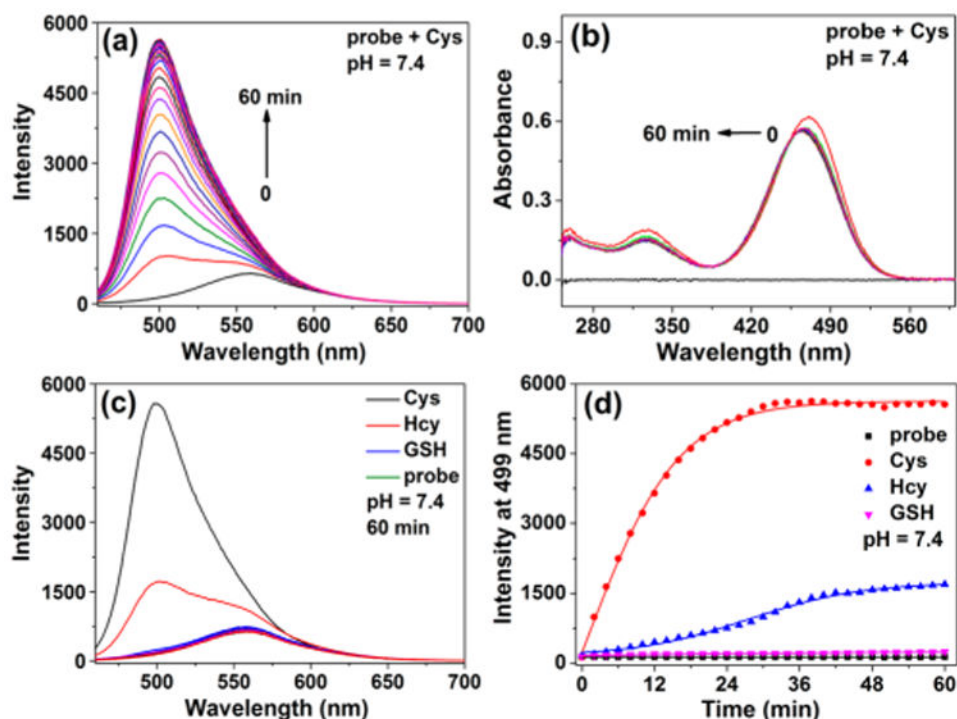 (a)
probe + Cys
pH = 7.4
60 min
0
Intensity
6000
4500
3000
1500
0
500 550 600 650 700
Wavelength (nm)
(b)
probe + Cys
pH = 7.4
60 min
0
Absorbance
0.9
0.6
0.3
0.0
280 350 420 490 560
Wavelength (nm)
(c)
Cys
Hcy
GSH
probe
pH = 7.4
60 min
Intensity
6000
4500
3000
1500
0
500 550 600 650 700
Wavelength (nm)
(d)
probe
Cys
Hcy
GSH
pH = 7.4
Intensity at 499 nm
6000
4500
3000
1500
0
0 12 24 36 48 60
Time (min)